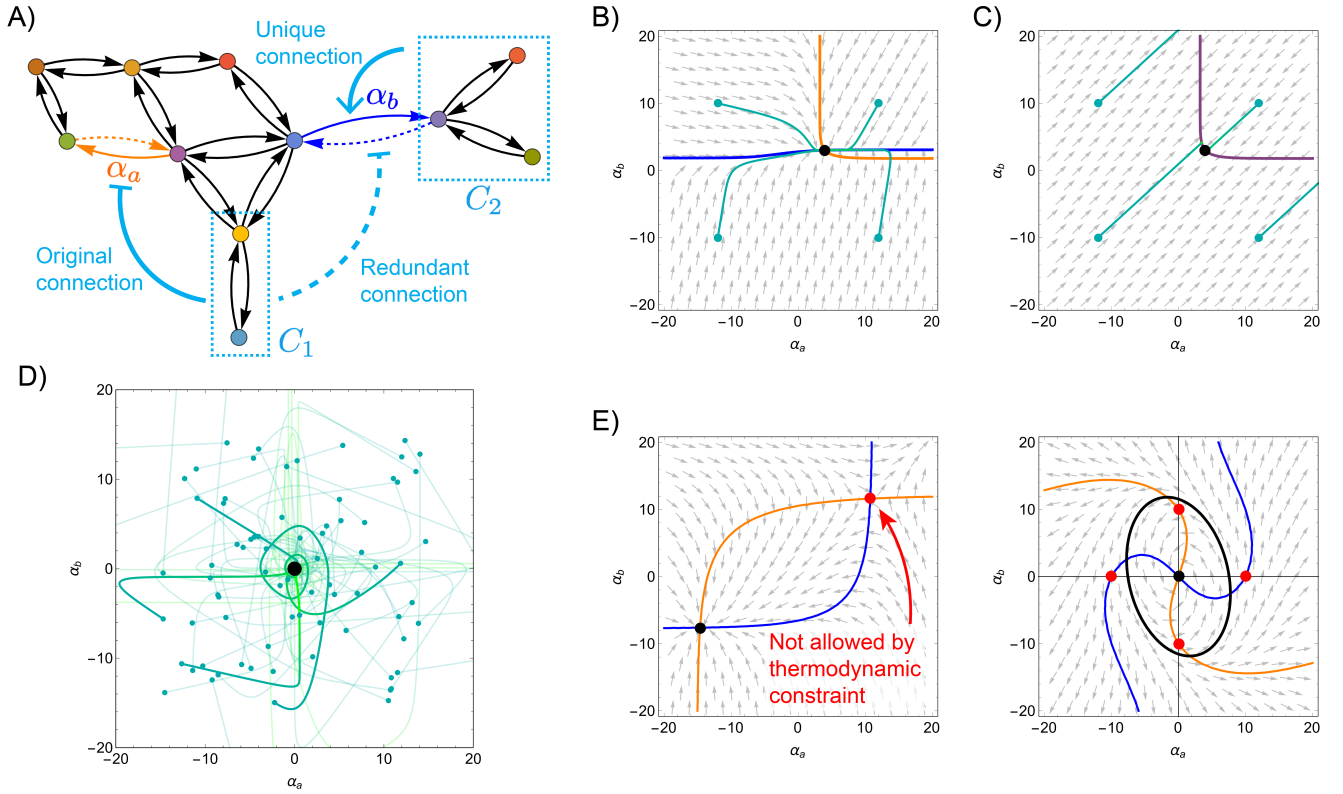 A)
Unique
connection
α_b
α_a
C_2
Original
connection
Redundant
connection
C_1
B)
20
10
0
−10
−20
−20
−10
0
10
20
α_b
α_a
C)
20
10
0
−10
−20
−20
−10
0
10
20
α_b
α_a
D)
20
10
0
−10
−20
−20
−10
0
10
20
α_b
α_a
E)
20
10
0
−10
−20
−20
−10
0
10
20
α_b
α_a
Not allowed by
thermodynamic
constraint
20
10
0
−10
−20
−20
−10
0
10
20
α_b
α_a